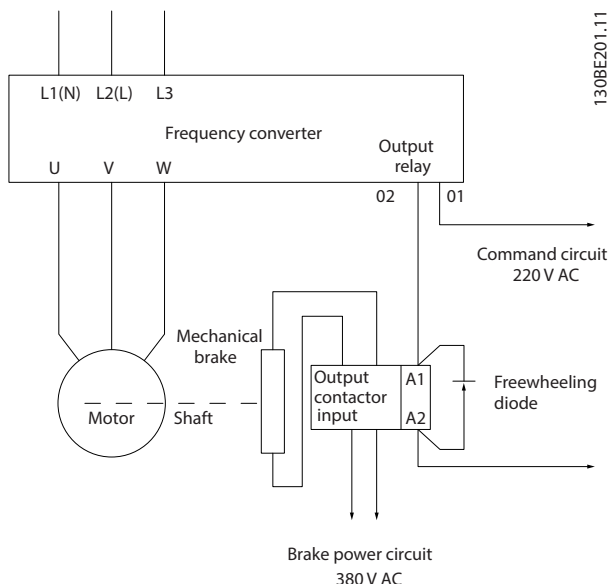 130BE201.11
L1(N) L2(L) L3
Frequency converter
Output
relay
U V W
02 01
Command circuit
220 V AC
Mechanical
brake
Output
contactor
input
A1
A2
Freewheeling
diode
Motor
Shaft
Brake power circuit
380 V AC